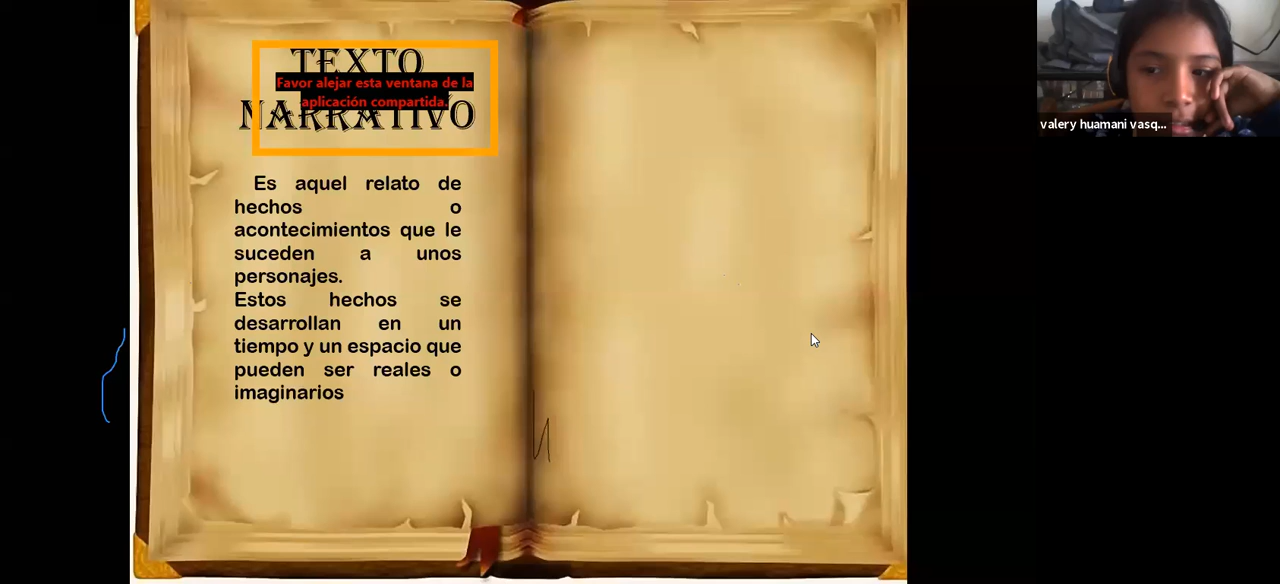 TEXTO
Favor alejar esta ventana de la
aplicación compartida.
NARRATIVO
Es aquel relato de
hechos o
acontecimientos que le
suceden a unos
personajes.
Estos hechos se
desarrollan en un
tiempo y un espacio que
pueden ser reales o
imaginarios
valery huamani vasq...